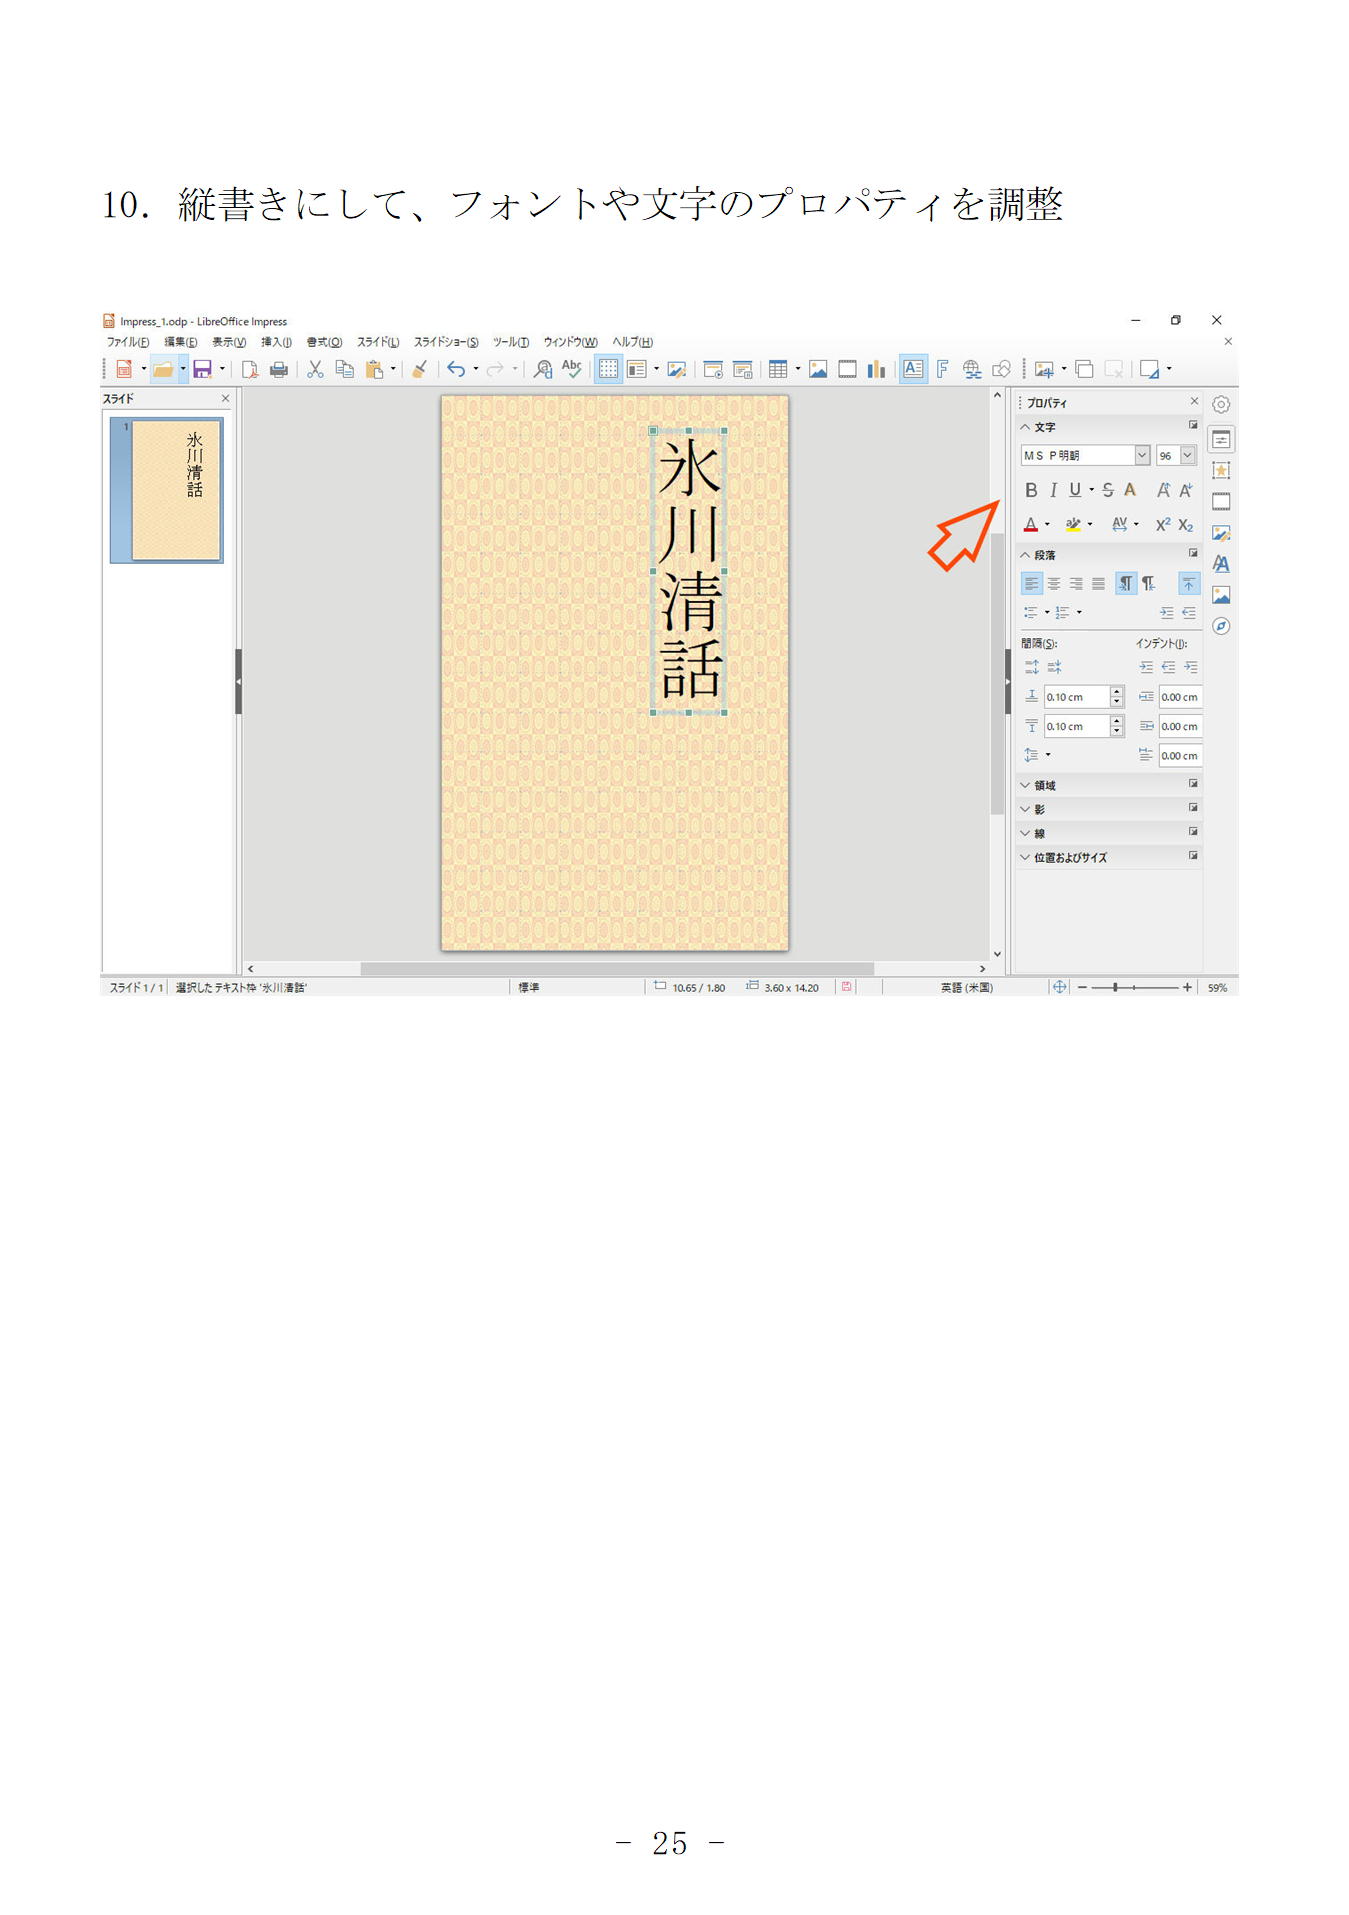 10. 縦書きにして、フォントや文字のプロパティを調整
Impress_1.odp - LibreOffice Impress
ファイル(F) 編集(E) 表示(V) 挿入(I) 書式(O) スライド(L) スライドショー(S) ツール(T) ウィンドウ(W) ヘルプ(H)
スライド
1
氷川清話
氷川清話
プロパティ
文字
MS P明朝 96
段落
間隔(S): インデント(I):
0.10 cm 0.00 cm
0.10 cm 0.00 cm
0.00 cm
領域
影
線
位置およびサイズ
スライド 1 / 1 選択した テキスト枠 '氷川清話' 標準 10.65 / 1.80 3.60 x 14.20 英語 (米国) 59%
- 25 -